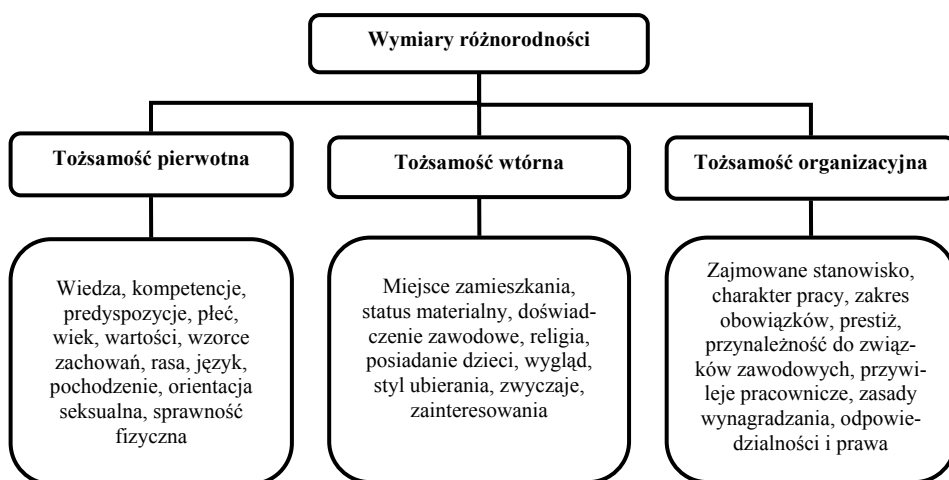 Wymiary różnorodności
Tożsamość pierwotna
Wiedza, kompetencje,
predyspozycje, płeć,
wiek, wartości, wzorce
zachowań, rasa, język,
pochodzenie, orientacja
seksualna, sprawność
fizyczna
Tożsamość wtórna
Miejsce zamieszkania,
status materialny, doświad-
czenie zawodowe, religia,
posiadanie dzieci, wygląd,
styl ubierania, zwyczaje,
zainteresowania
Tożsamość organizacyjna
Zajmowane stanowisko,
charakter pracy, zakres
obowiązków, prestiż,
przynależność do związ-
ków zawodowych, przywi-
leje pracownicze, zasady
wynagradzania, odpowie-
dzialności i prawa